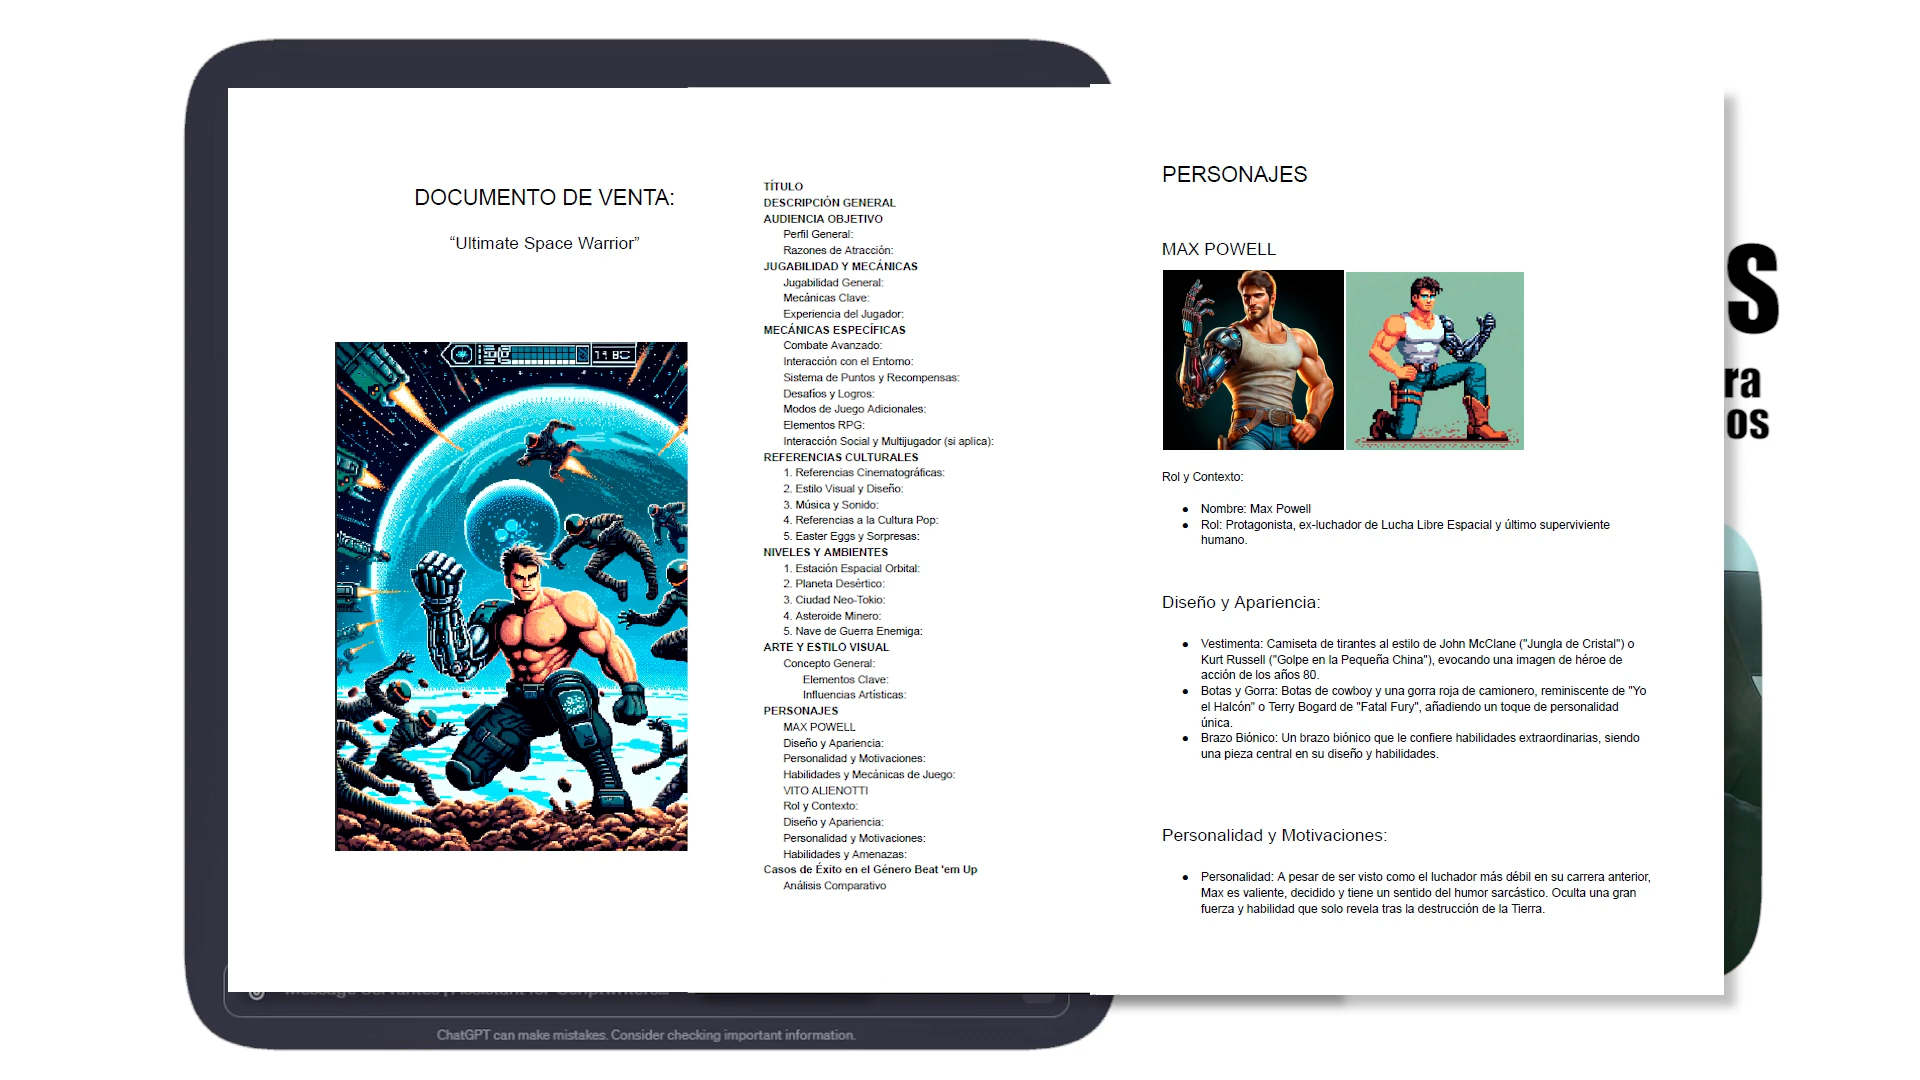 DOCUMENTO DE VENTA:
“Ultimate Space Warrior”
TÍTULO
DESCRIPCIÓN GENERAL
AUDIENCIA OBJETIVO
Perfil General:
Razones de Atracción:
JUGABILIDAD Y MECÁNICAS
Jugabilidad General:
Mecánicas Clave:
Experiencia del Jugador:
MECÁNICAS ESPECÍFICAS
Combate Avanzado:
Interacción con el Entorno:
Sistema de Puntos y Recompensas:
Desafíos y Logros:
Modos de Juego Adicionales:
Elementos RPG:
Interacción Social y Multijugador (si aplica):
REFERENCIAS CULTURALES
1. Referencias Cinematográficas:
2. Estilo Visual y Diseño:
3. Música y Sonido:
4. Referencias a la Cultura Pop:
5. Easter Eggs y Sorpresas:
NIVELES Y AMBIENTES
1. Estación Espacial Orbital:
2. Planeta Desértico:
3. Ciudad Neo-Tokio:
4. Asteroide Minero:
5. Nave de Guerra Enemiga:
ARTE Y ESTILO VISUAL
Concepto General:
Elementos Clave:
Influencias Artísticas:
PERSONAJES
MAX POWELL
Diseño y Apariencia:
Personalidad y Motivaciones:
Habilidades y Mecánicas de Juego:
VITO ALIENOTTI
Rol y Contexto:
Diseño y Apariencia:
Personalidad y Motivaciones:
Habilidades y Amenazas:
Casos de Éxito en el Género Beat 'em Up
Análisis Comparativo
PERSONAJES
MAX POWELL
Rol y Contexto:
● Nombre: Max Powell
● Rol: Protagonista, ex-luchador de Lucha Libre Espacial y último superviviente
humano.
Diseño y Apariencia:
● Vestimenta: Camiseta de tirantes al estilo de John McClane ("Jungla de Cristal") o
Kurt Russell ("Golpe en la Pequeña China"), evocando una imagen de héroe de
acción de los años 80.
● Botas y Gorra: Botas de cowboy y una gorra roja de camionero, reminiscente de "Yo
el Halcón" o Terry Bogard de "Fatal Fury", añadiendo un toque de personalidad
única.
● Brazo Biónico: Un brazo biónico que le confiere habilidades extraordinarias, siendo
una pieza central en su diseño y habilidades.
Personalidad y Motivaciones:
● Personalidad: A pesar de ser visto como el luchador más débil en su carrera anterior,
Max es valiente, decidido y tiene un sentido del humor sarcástico. Oculta una gran
fuerza y habilidad que solo revela tras la destrucción de la Tierra.
S
ra
os
ChatGPT can make mistakes. Consider checking important information.